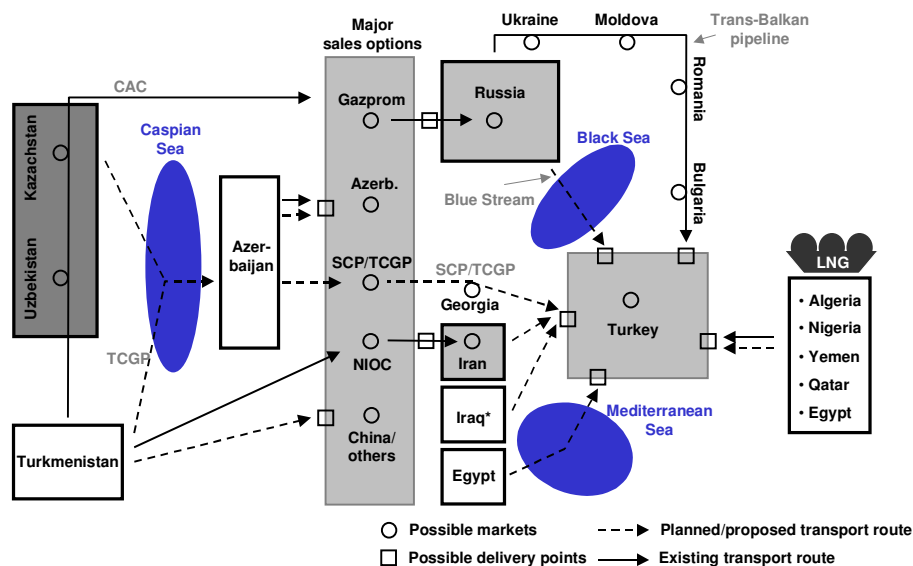 Major
sales options
Ukraine
Moldova
Trans-Balkan
pipeline
CAC
Gazprom
Russia
Romania
Kazachstan
Caspian
Sea
Black Sea
Azerb.
Blue Stream
Bulgaria
Uzbekistan
Azer-
baijan
SCP/TCGP
SCP/TCGP
Georgia
LNG
• Algeria
• Nigeria
• Yemen
• Qatar
• Egypt
Turkey
TCGP
NIOC
Iran
Iraq*
Mediterranean
Sea
China/
others
Turkmenistan
Egypt
Possible markets
Planned/proposed transport route
Possible delivery points
Existing transport route